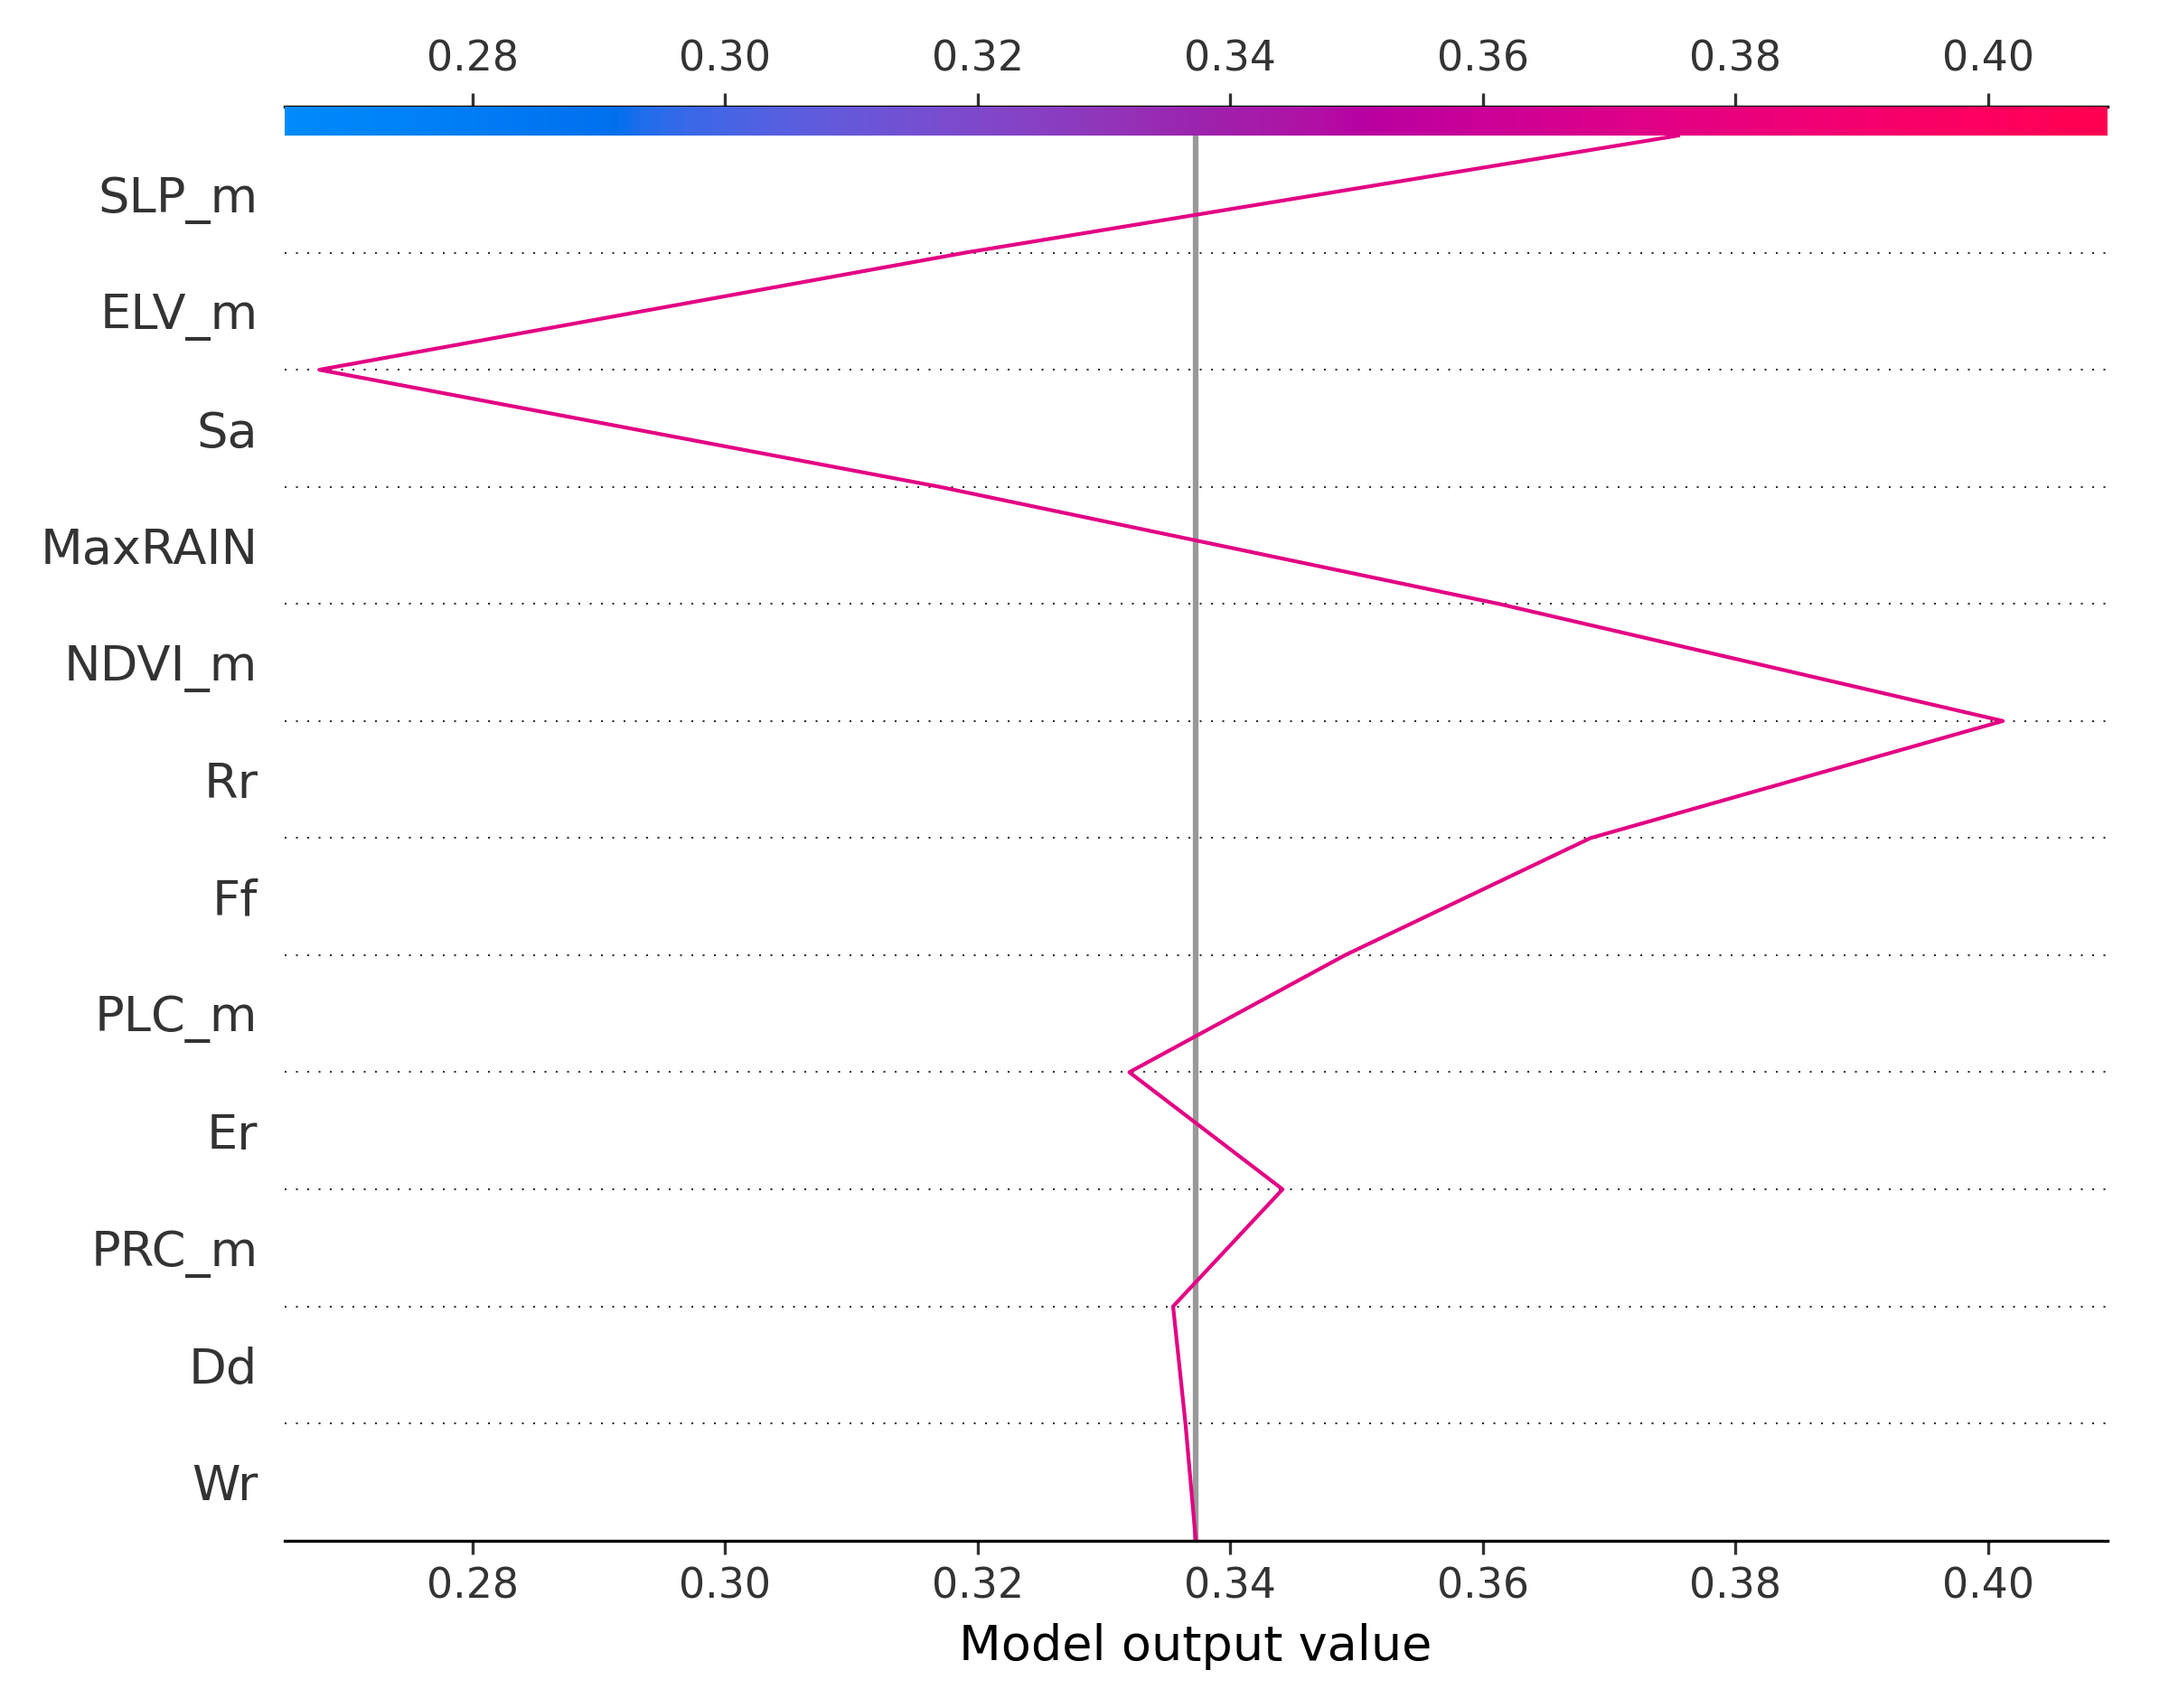 0.28 0.30 0.32 0.34 0.36 0.38 0.40
SLP_m
ELV_m
Sa
MaxRAIN
NDVI_m
Rr
Ff
PLC_m
Er
PRC_m
Dd
Wr
0.28 0.30 0.32 0.34 0.36 0.38 0.40
Model output value